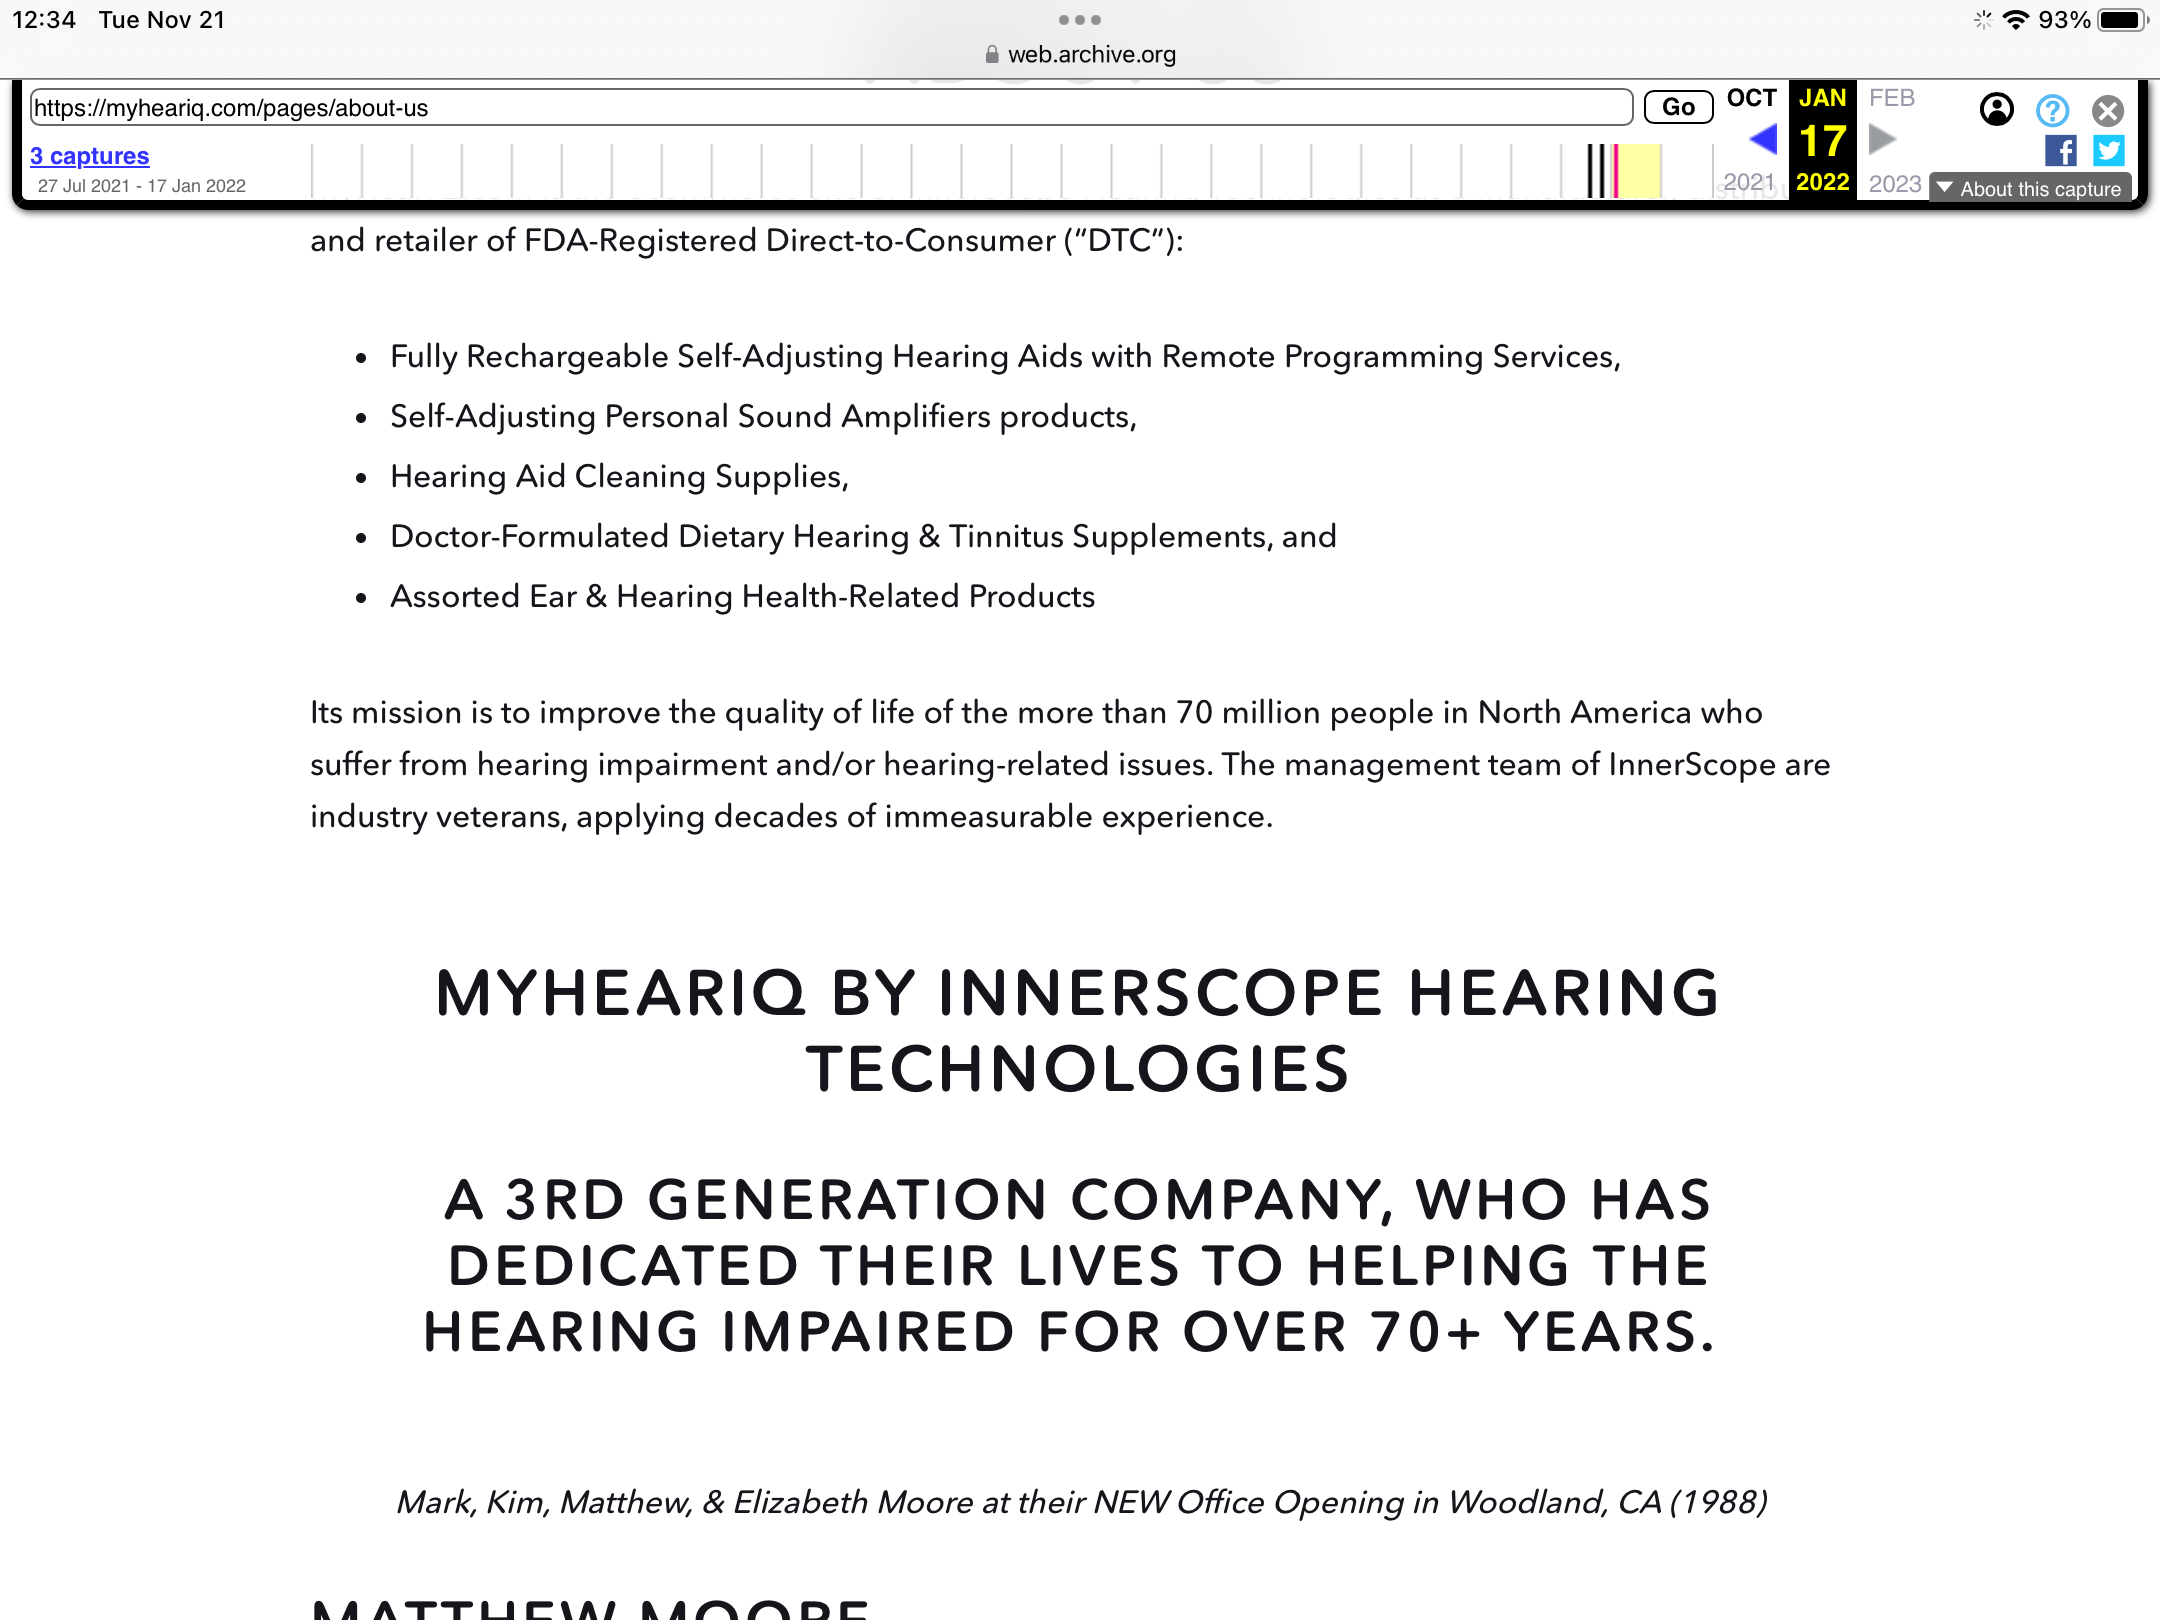 12:34 Tue Nov 21
93%
web.archive.org
https://myheariq.com/pages/about-us
Go
OCT
JAN
FEB
17
3 captures
27 Jul 2021 - 17 Jan 2022
2021
2022
2023
About this capture
and retailer of FDA-Registered Direct-to-Consumer (“DTC”):
• Fully Rechargeable Self-Adjusting Hearing Aids with Remote Programming Services,
• Self-Adjusting Personal Sound Amplifiers products,
• Hearing Aid Cleaning Supplies,
• Doctor-Formulated Dietary Hearing & Tinnitus Supplements, and
• Assorted Ear & Hearing Health-Related Products
Its mission is to improve the quality of life of the more than 70 million people in North America who
suffer from hearing impairment and/or hearing-related issues. The management team of InnerScope are
industry veterans, applying decades of immeasurable experience.
MYHEARIQ BY INNERSCOPE HEARING
TECHNOLOGIES
A 3RD GENERATION COMPANY, WHO HAS
DEDICATED THEIR LIVES TO HELPING THE
HEARING IMPAIRED FOR OVER 70+ YEARS.
Mark, Kim, Matthew, & Elizabeth Moore at their NEW Office Opening in Woodland, CA (1988)
MATTHEW MOORE